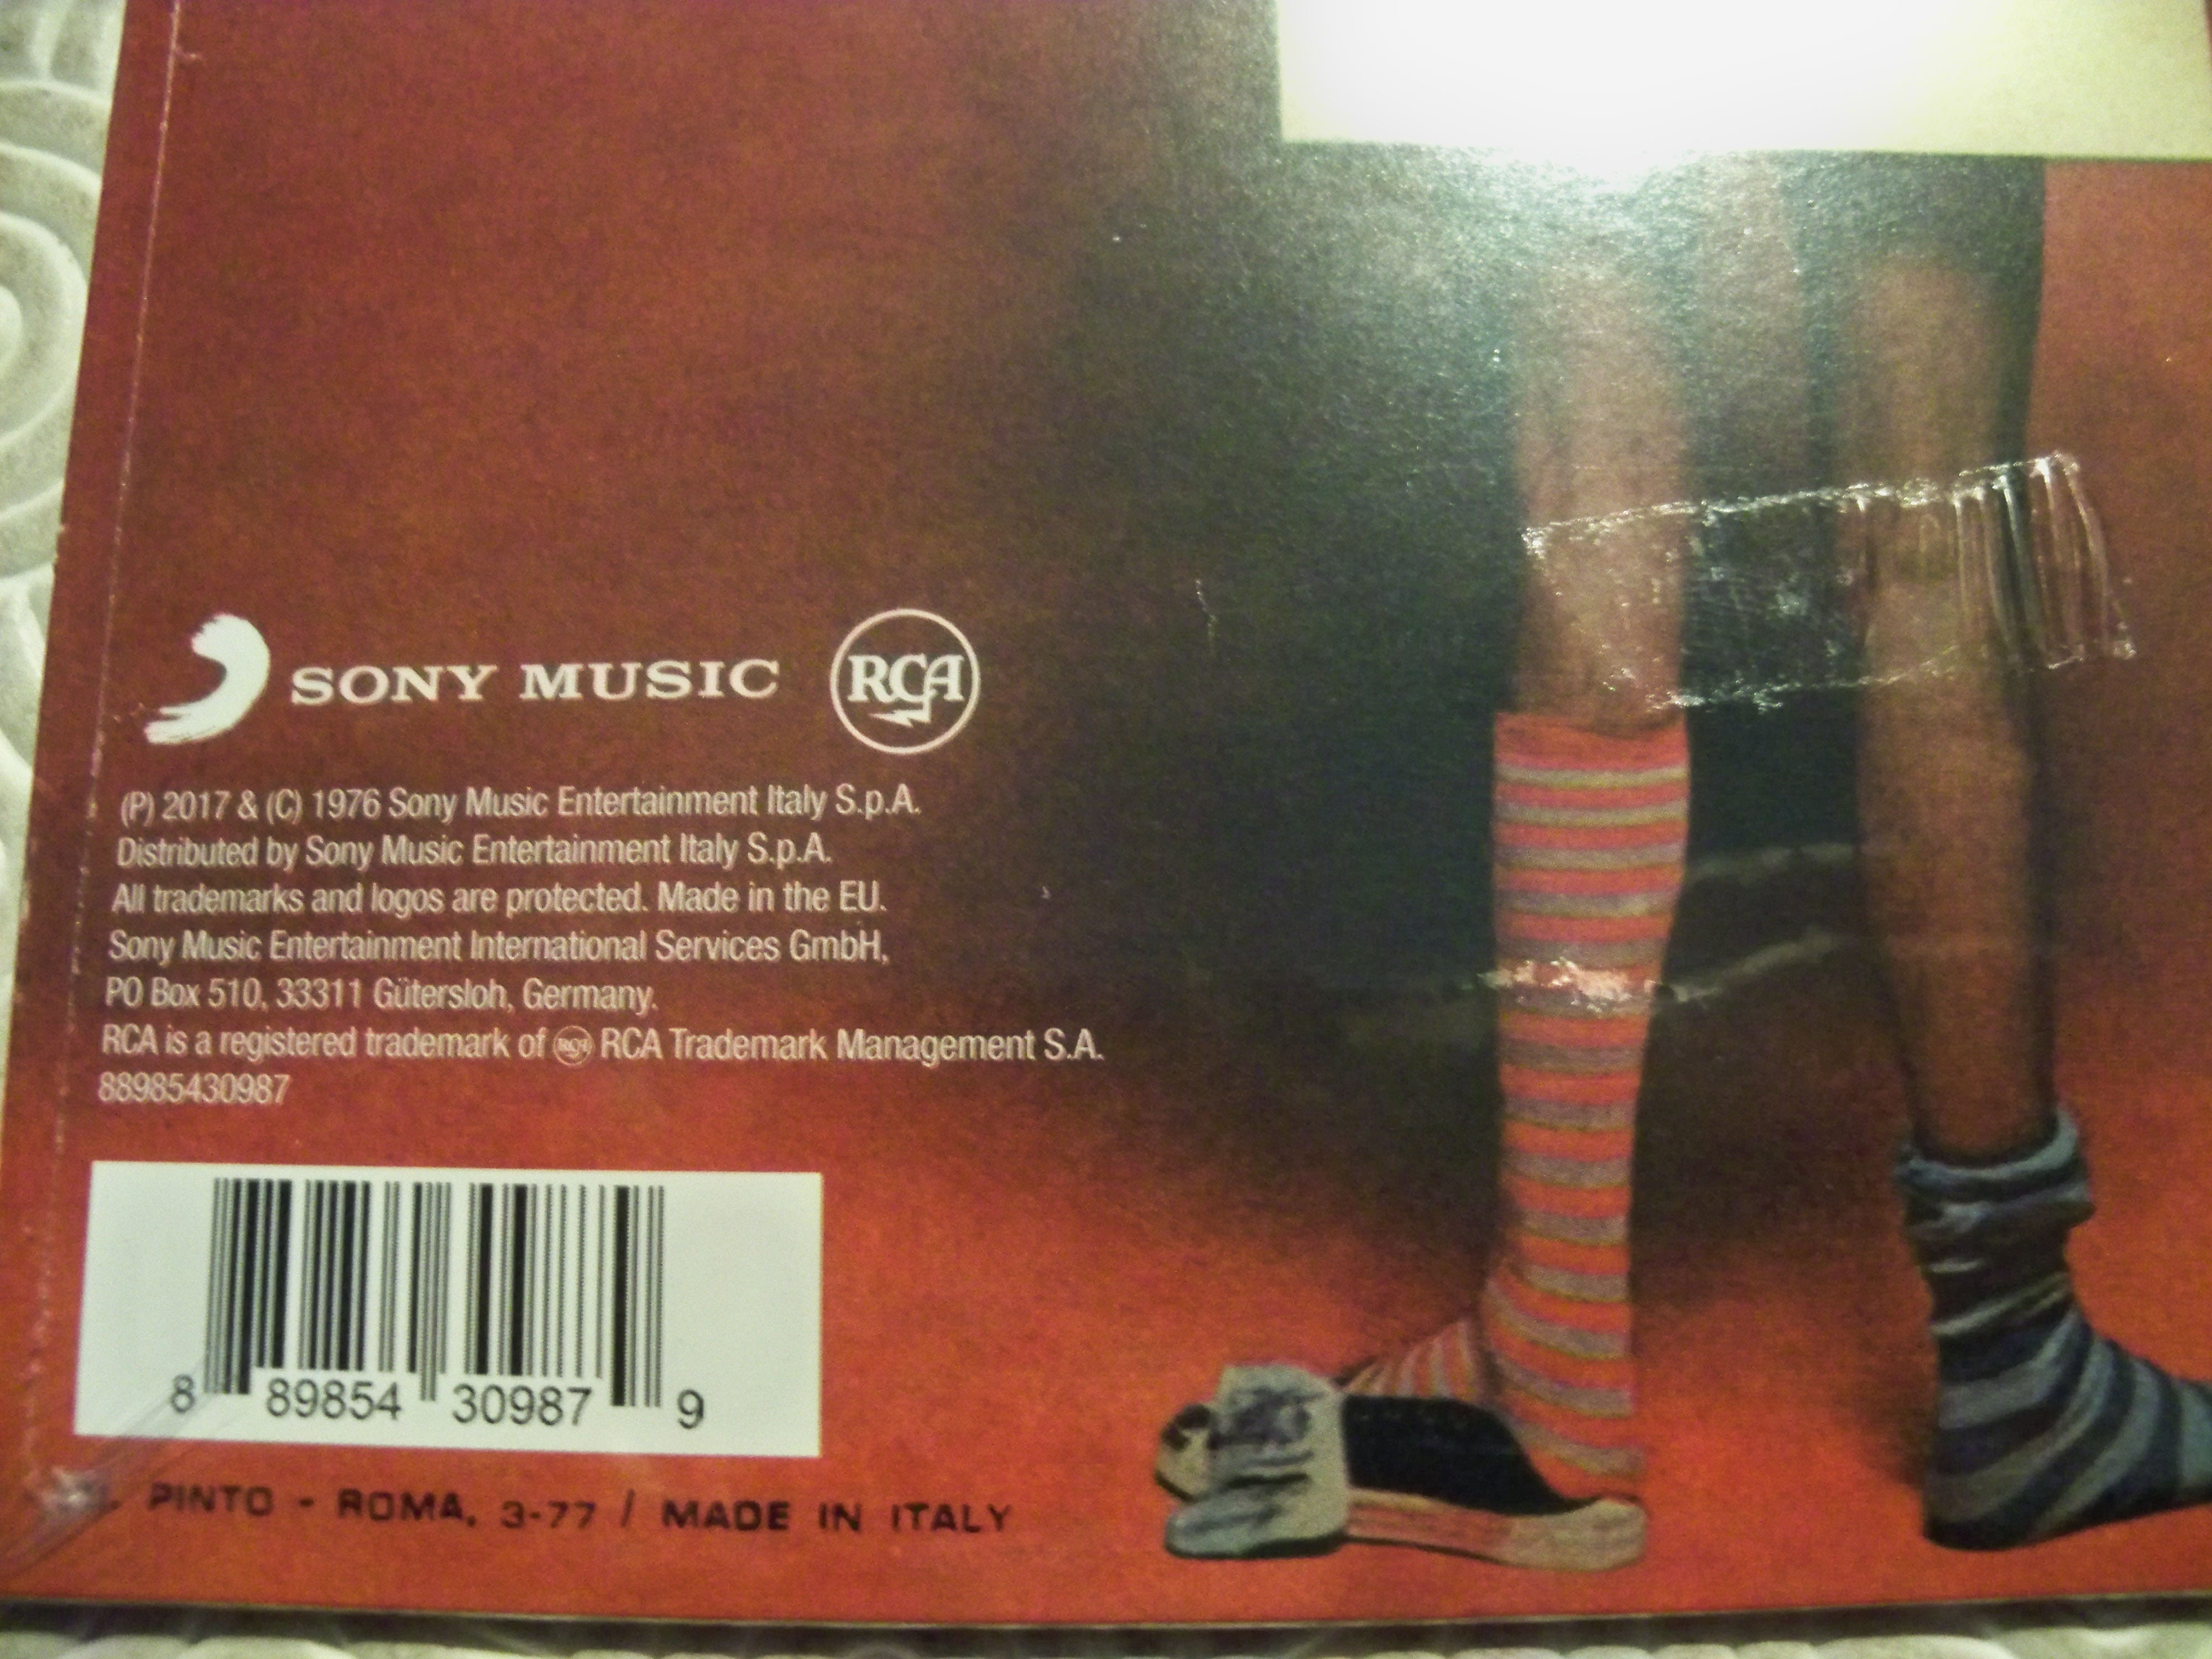 SONY MUSIC RCA
(P) 2017 & (C) 1976 Sony Music Entertainment Italy S.p.A.
Distributed by Sony Music Entertainment Italy S.p.A.
All trademarks and logos are protected. Made in the EU.
Sony Music Entertainment International Services GmbH,
PO Box 510, 33311 Gütersloh, Germany.
RCA is a registered trademark of RCA RCA Trademark Management S.A.
88985430987
8 89854 30987 9
PINTO - ROMA, 3-77 / MADE IN ITALY